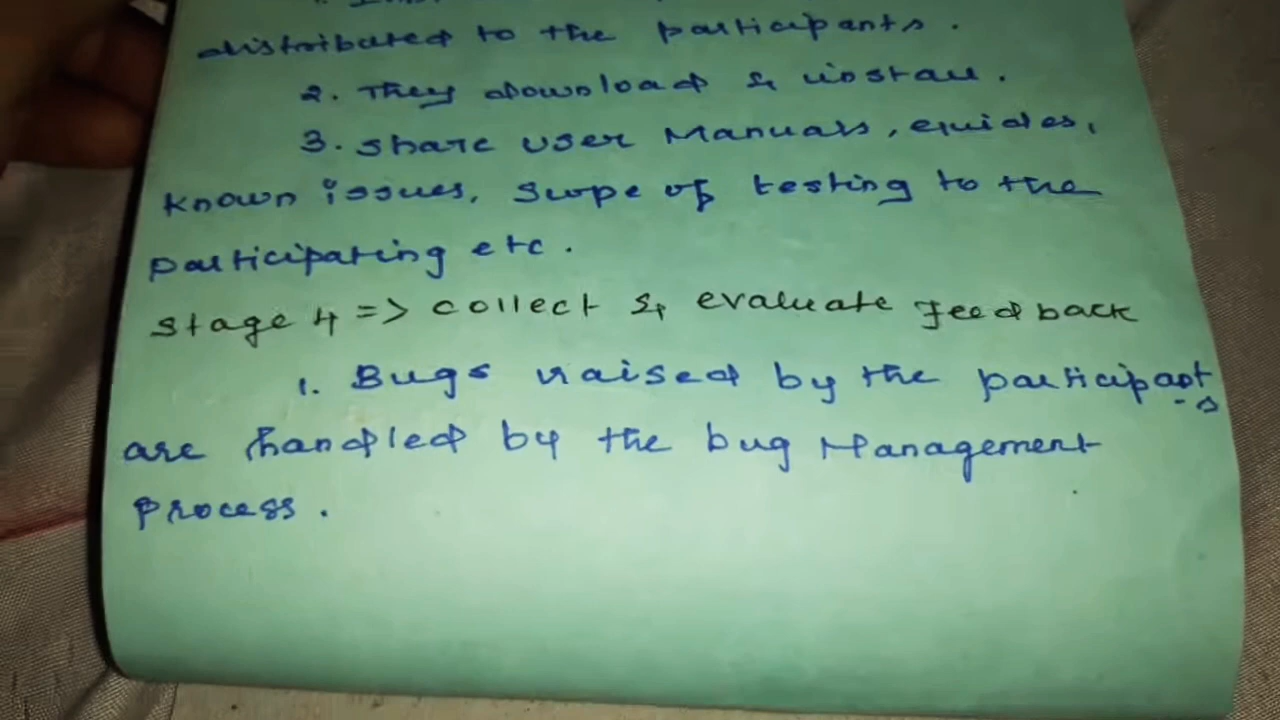 distributed to the participants.
2. They download & install.
3. Share user Manuals, guides,
known issues, Scope of testing to the
participating etc.
Stage 4 => collect & evaluate feedback
1. Bugs raised by the participant
-s
are handled by the bug Management
Process.